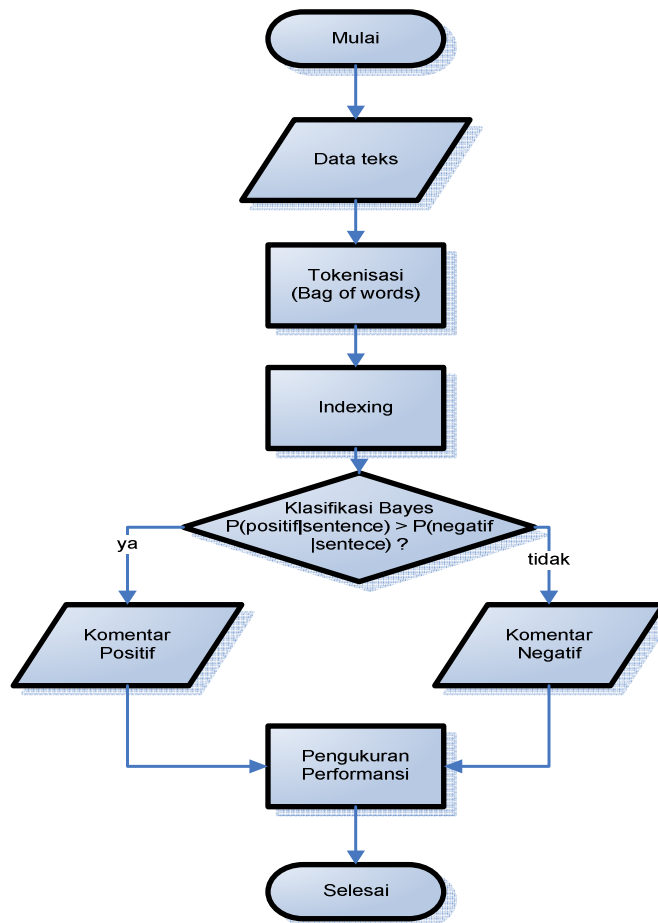 Mulai
Data teks
Tokenisasi
(Bag of words)
Indexing
Klasifikasi Bayes
P(positif|sentence) > P(negatif
|sentece) ?
ya
tidak
Komentar
Positif
Komentar
Negatif
Pengukuran
Performansi
Selesai